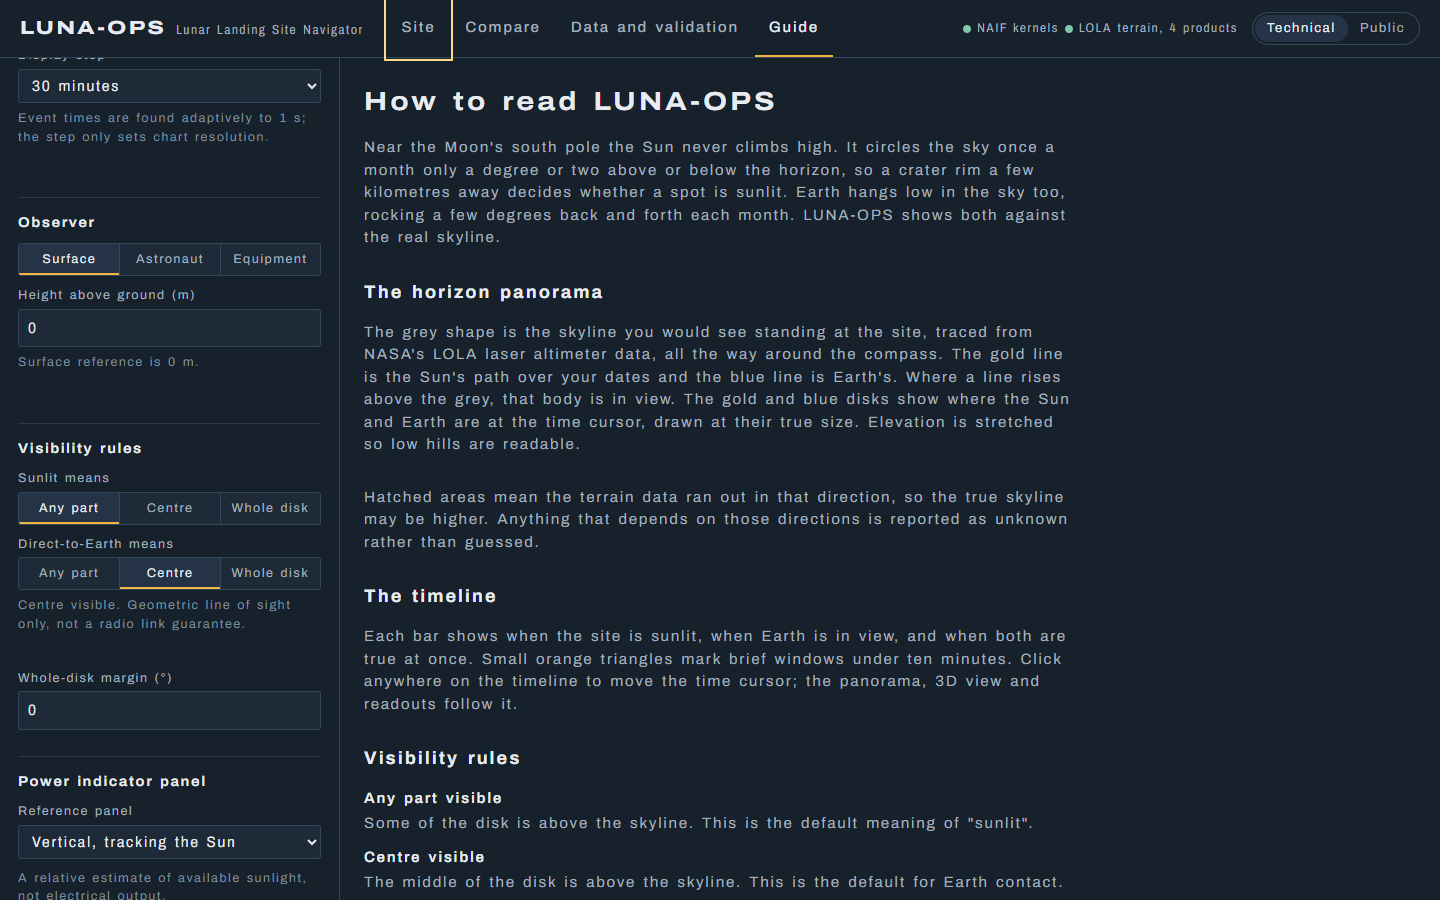 LUNA-OPS Lunar Landing Site Navigator
Site
Compare
Data and validation
Guide
NAIF kernels
LOLA terrain, 4 products
Technical
Public
Display step
30 minutes
Event times are found adaptively to 1 s;
the step only sets chart resolution.
Observer
Surface
Astronaut
Equipment
Height above ground (m)
0
Surface reference is 0 m.
Visibility rules
Sunlit means
Any part
Centre
Whole disk
Direct-to-Earth means
Any part
Centre
Whole disk
Centre visible. Geometric line of sight
only, not a radio link guarantee.
Whole-disk margin (°)
0
Power indicator panel
Reference panel
Vertical, tracking the Sun
A relative estimate of available sunlight,
not electrical output.
How to read LUNA-OPS
Near the Moon's south pole the Sun never climbs high. It circles the sky once a
month only a degree or two above or below the horizon, so a crater rim a few
kilometres away decides whether a spot is sunlit. Earth hangs low in the sky too,
rocking a few degrees back and forth each month. LUNA-OPS shows both against
the real skyline.
The horizon panorama
The grey shape is the skyline you would see standing at the site, traced from
NASA's LOLA laser altimeter data, all the way around the compass. The gold line
is the Sun's path over your dates and the blue line is Earth's. Where a line rises
above the grey, that body is in view. The gold and blue disks show where the Sun
and Earth are at the time cursor, drawn at their true size. Elevation is stretched
so low hills are readable.
Hatched areas mean the terrain data ran out in that direction, so the true skyline
may be higher. Anything that depends on those directions is reported as unknown
rather than guessed.
The timeline
Each bar shows when the site is sunlit, when Earth is in view, and when both are
true at once. Small orange triangles mark brief windows under ten minutes. Click
anywhere on the timeline to move the time cursor; the panorama, 3D view and
readouts follow it.
Visibility rules
Any part visible
Some of the disk is above the skyline. This is the default meaning of "sunlit".
Centre visible
The middle of the disk is above the skyline. This is the default for Earth contact.